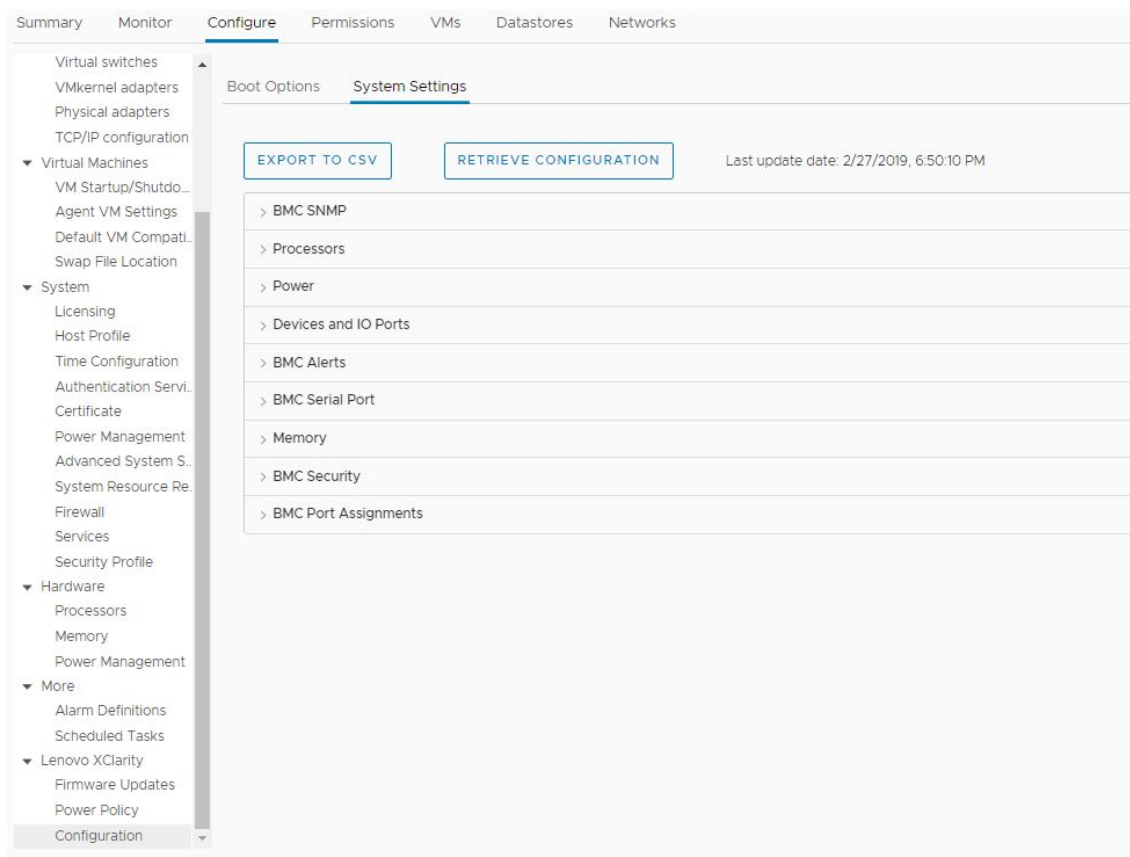 Summary Monitor Configure Permissions VMs Datastores Networks
Virtual switches
VMkernel adapters
Physical adapters
TCP/IP configuration
Virtual Machines
VM Startup/Shutdo...
Agent VM Settings
Default VM Compati..
Swap File Location
System
Licensing
Host Profile
Time Configuration
Authentication Servi..
Certificate
Power Management
Advanced System S..
System Resource Re.
Firewall
Services
Security Profile
Hardware
Processors
Memory
Power Management
More
Alarm Definitions
Scheduled Tasks
Lenovo XClarity
Firmware Updates
Power Policy
Configuration
Boot Options System Settings
EXPORT TO CSV RETRIEVE CONFIGURATION Last update date: 2/27/2019, 6:50:10 PM
BMC SNMP
Processors
Power
Devices and IO Ports
BMC Alerts
BMC Serial Port
Memory
BMC Security
BMC Port Assignments